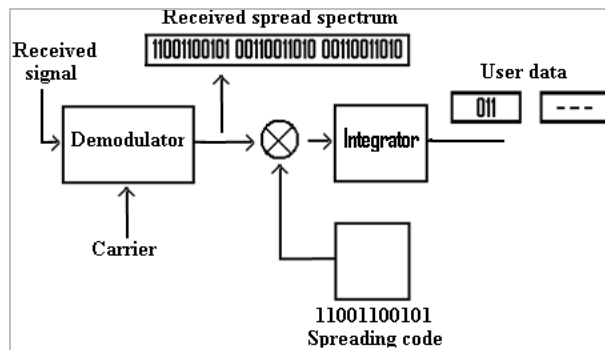 Received spread spectrum
11001100101 00110011010 00110011010
Received
signal
User data
011
---
Demodulator
Integrator
Carrier
11001100101
Spreading code